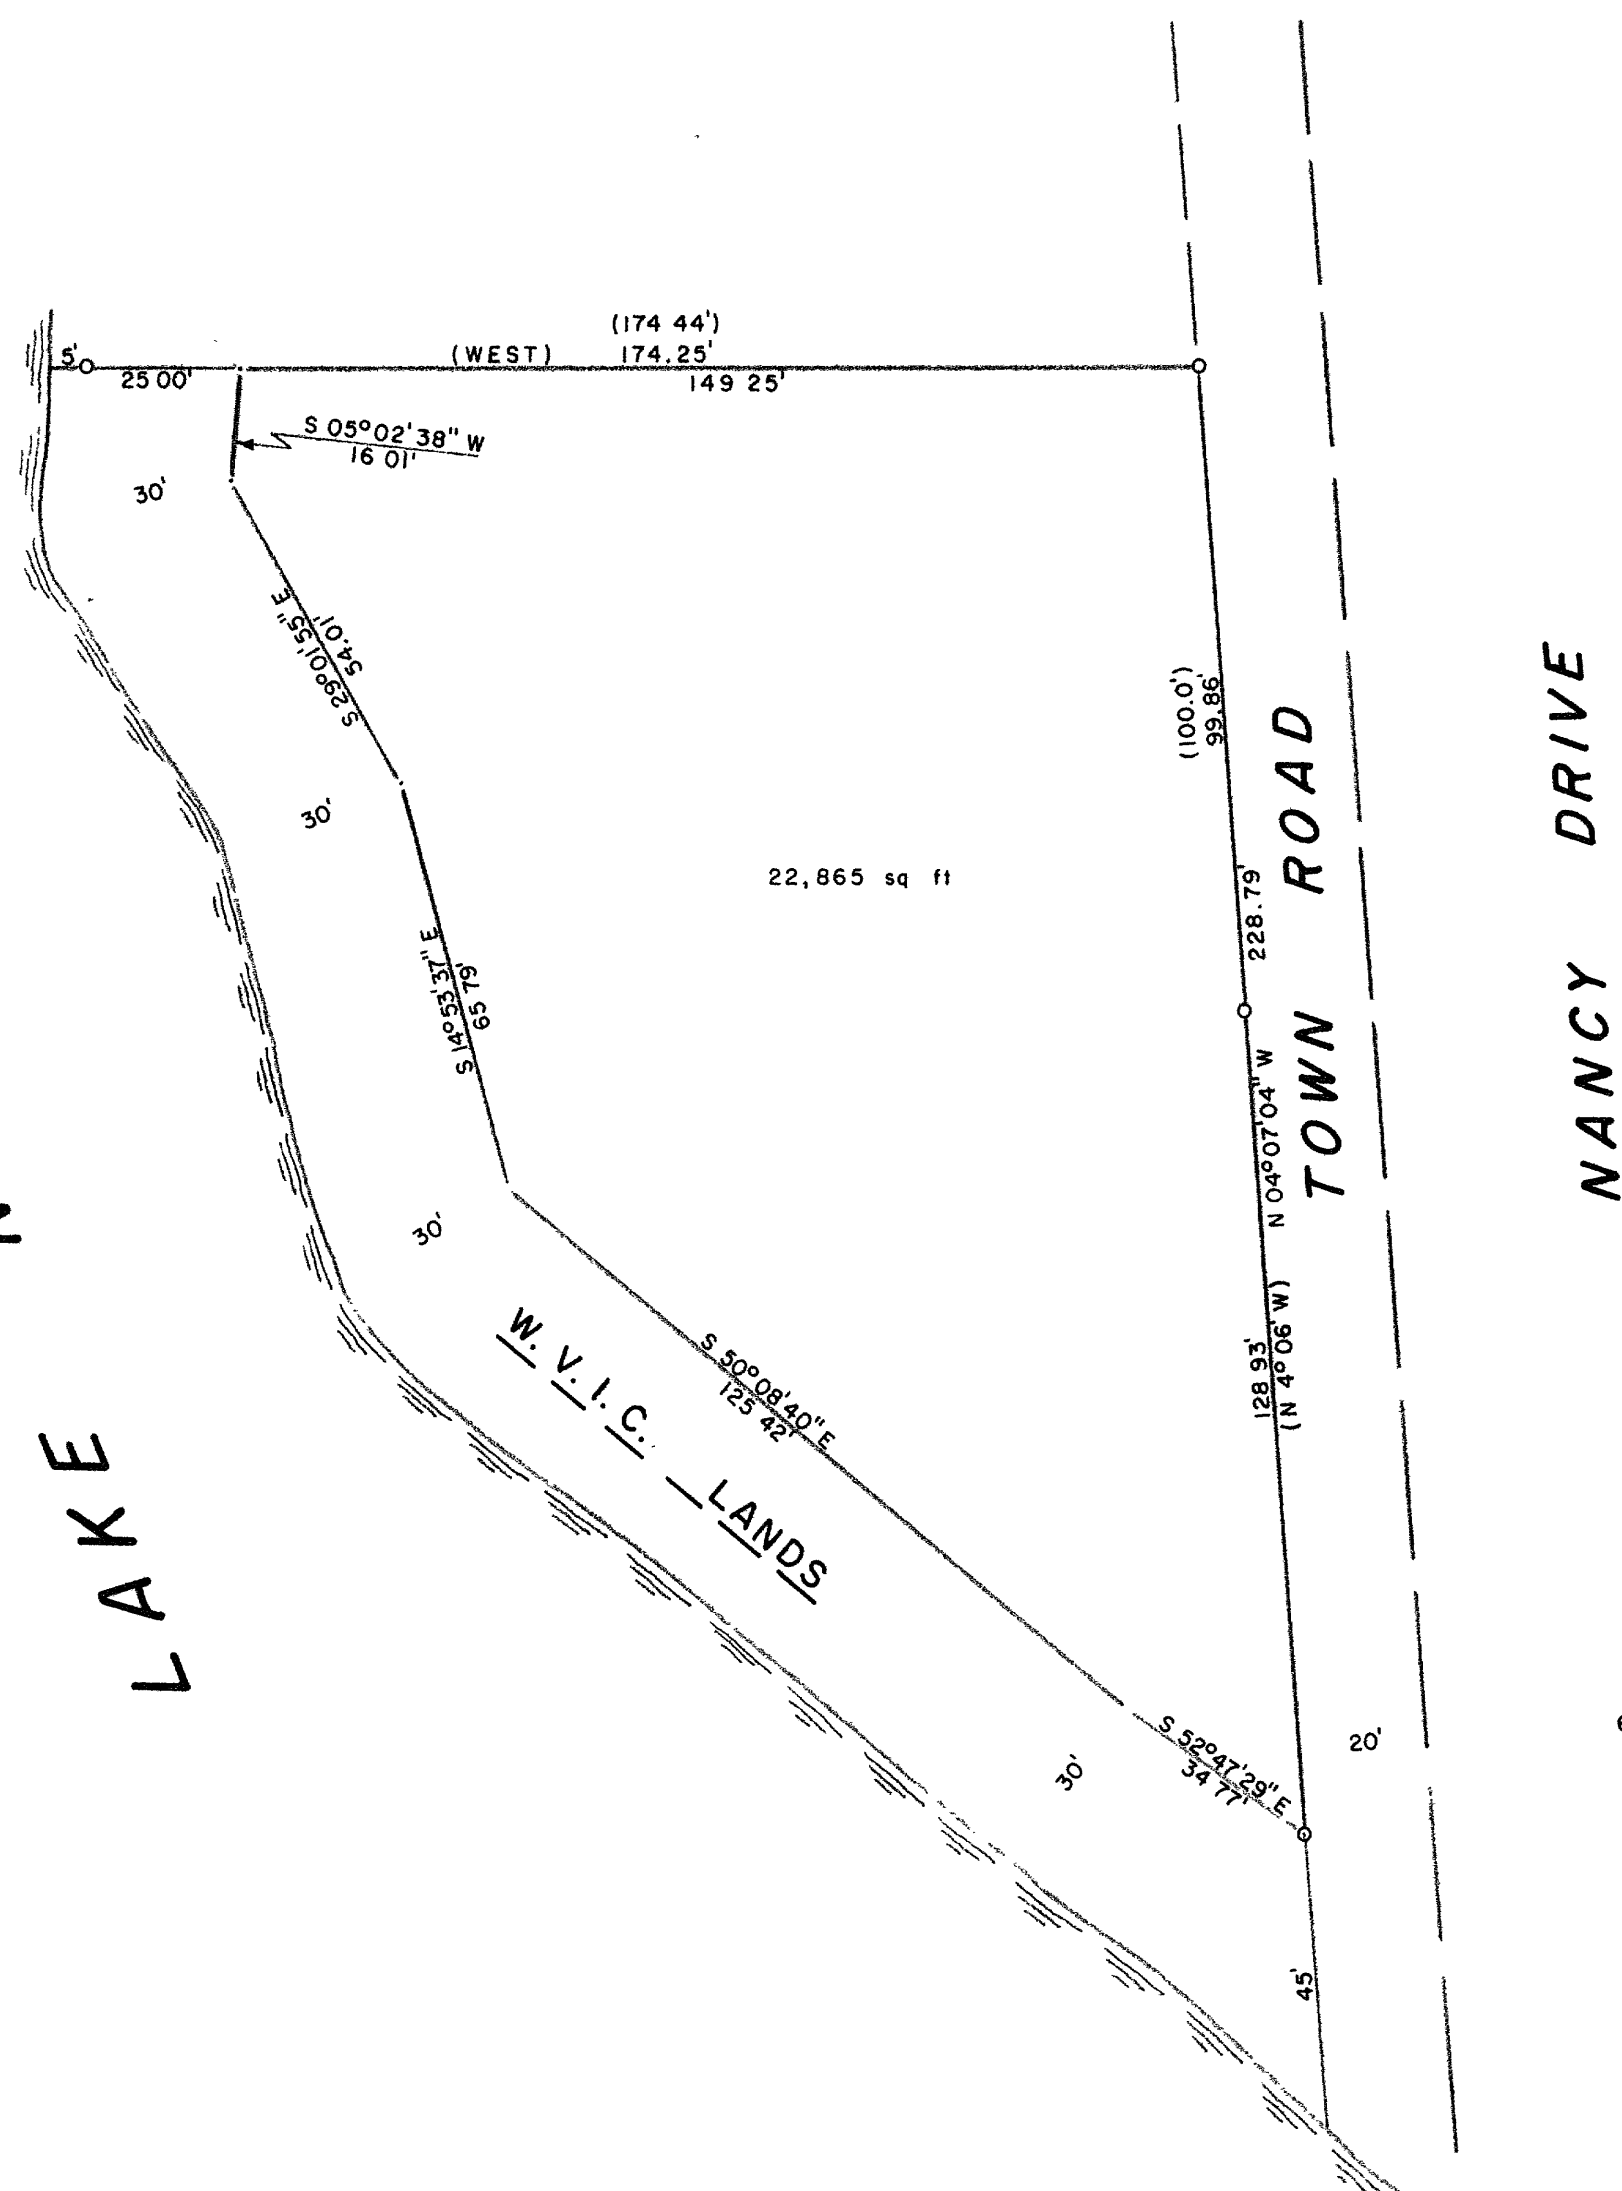 (174 44')
(WEST) 174.25'
5'
25 00'
149 25'
S 05°02'38" W
16 01'
30'
S 29°01'55" E
54.01'
30'
(100.0')
99.86'
22,865 sq ft
228.79'
S 14°53'37" E
65 79'
N 04°07'04" W
TOWN ROAD
NANCY DRIVE
30'
W. V. I. C. LANDS
S 50°08'40" E
125 42'
128 93'
(N 4°06' W)
LAKE
S 52°47'29" E
34 77'
20'
30'
45'